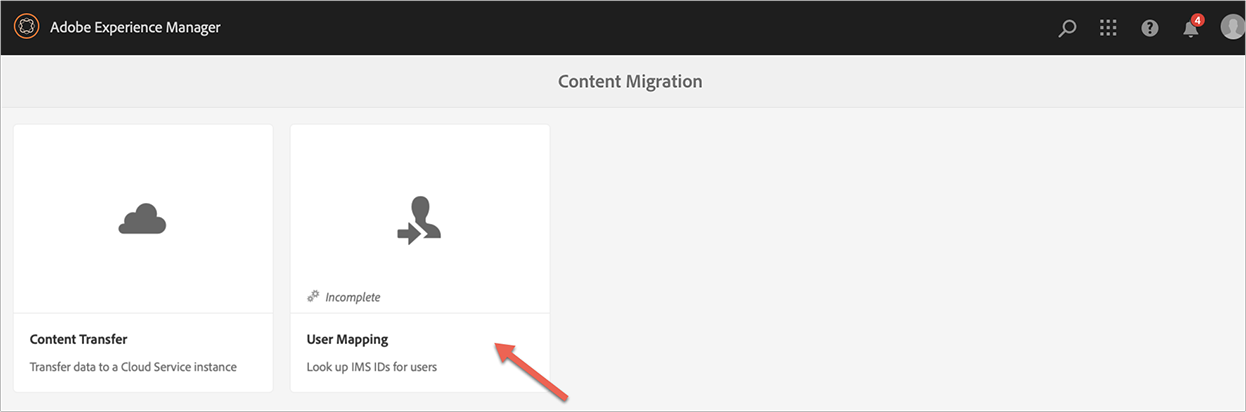 Adobe Experience Manager
4
Content Migration
Incomplete
Content Transfer
Transfer data to a Cloud Service instance
User Mapping
Look up IMS IDs for users